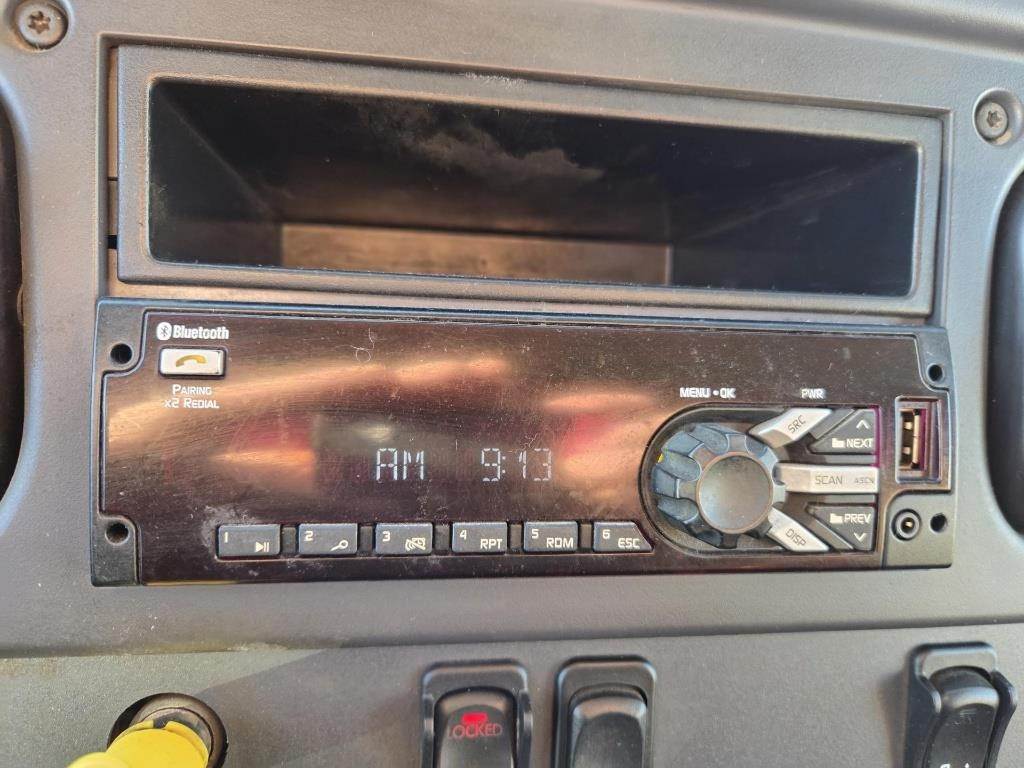 Bluetooth
PAIRING
x2 REDIAL
MENU • OK
PWR
SRC
NEXT
SCAN ASCN
PREV
DISP
AM 9:13
1
2
3
4 RPT
5 RDM
6 ESC
LOCKED